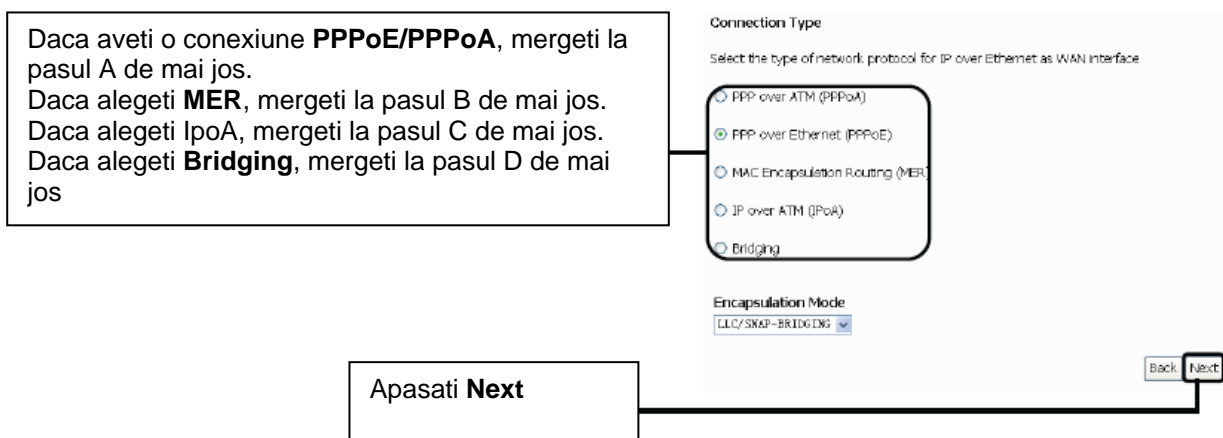 Daca aveti o conexiune PPPoE/PPPoA, mergeti la
pasul A de mai jos.
Daca alegeti MER, mergeti la pasul B de mai jos.
Daca alegeti IpoA, mergeti la pasul C de mai jos.
Daca alegeti Bridging, mergeti la pasul D de mai
jos
Connection Type
Select the type of network protocol for IP over Ethernet as WAN interface
PPP over ATM (PPPoA)
PPP over Ethernet (PPPoE)
MAC Encapsulation Routing (MER)
IP over ATM (IPoA)
Bridging
Encapsulation Mode
LLC/SNAP-BRIDGING
Back Next
Apasati Next